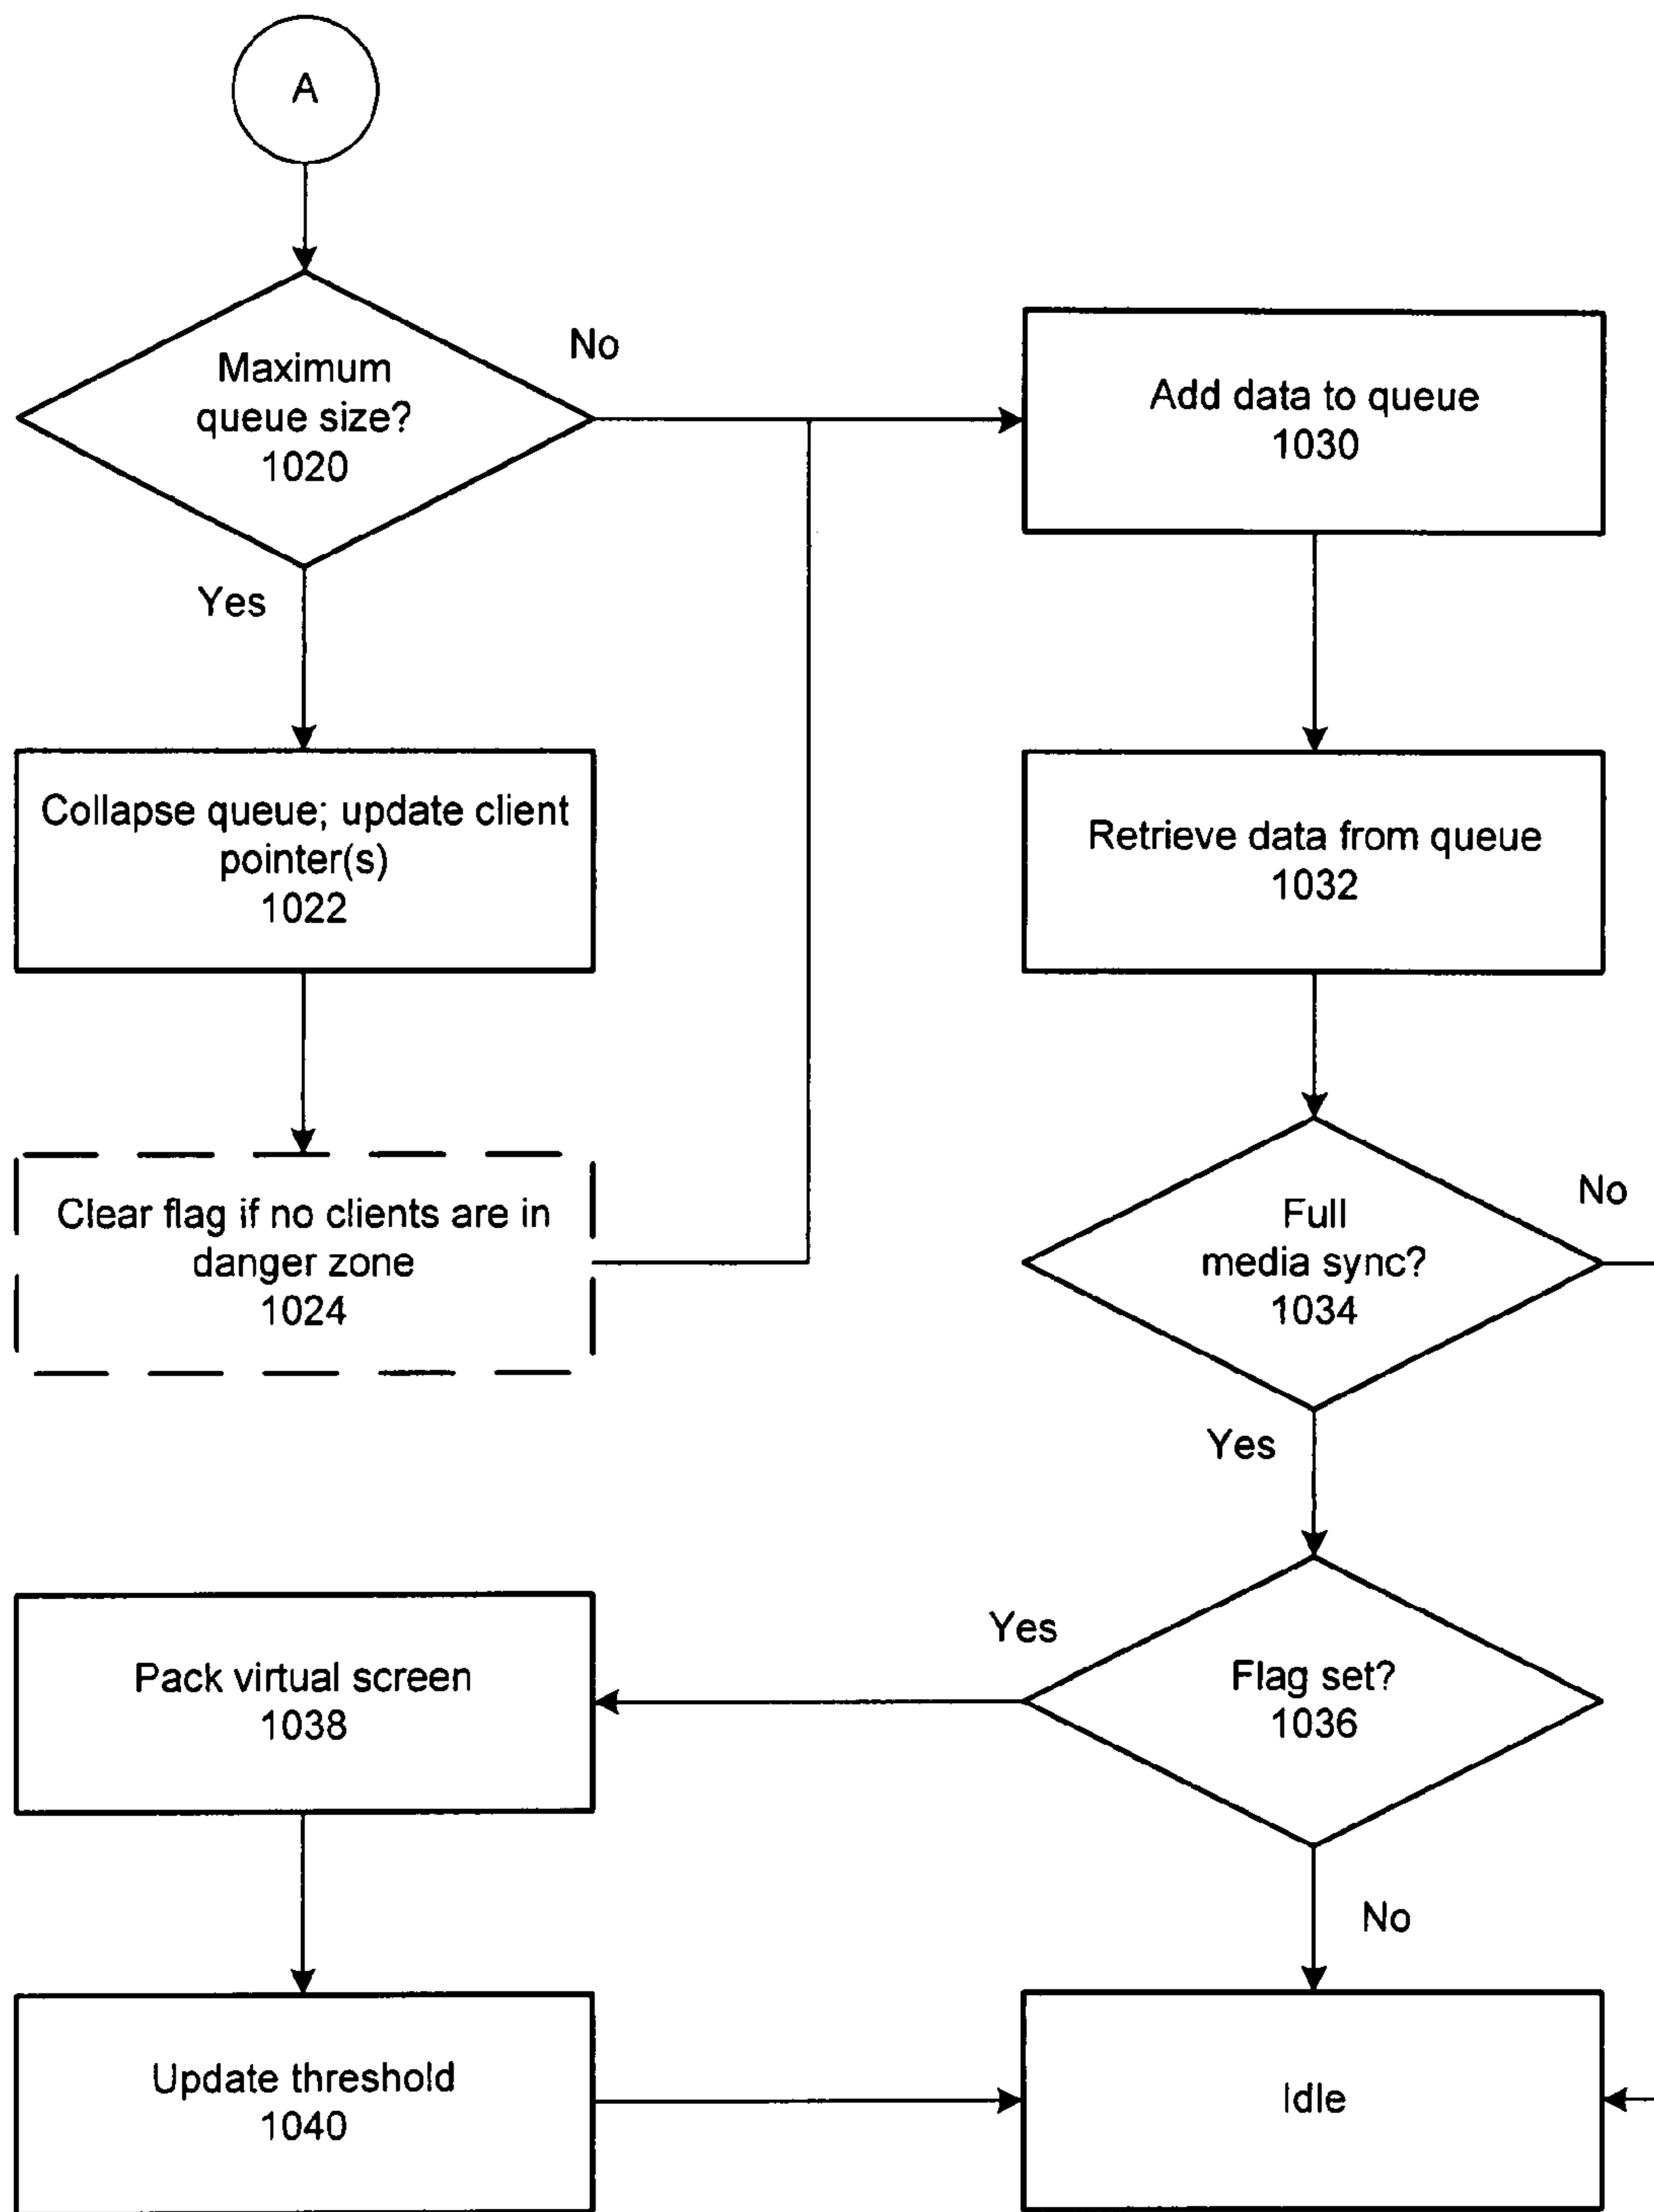 A
Maximum
queue size?
1020
No
Yes
Add data to queue
1030
Collapse queue; update client
pointer(s)
1022
Retrieve data from queue
1032
Clear flag if no clients are in
danger zone
1024
Full
media sync?
1034
No
Yes
Flag set?
1036
Yes
No
Pack virtual screen
1038
Update threshold
1040
Idle